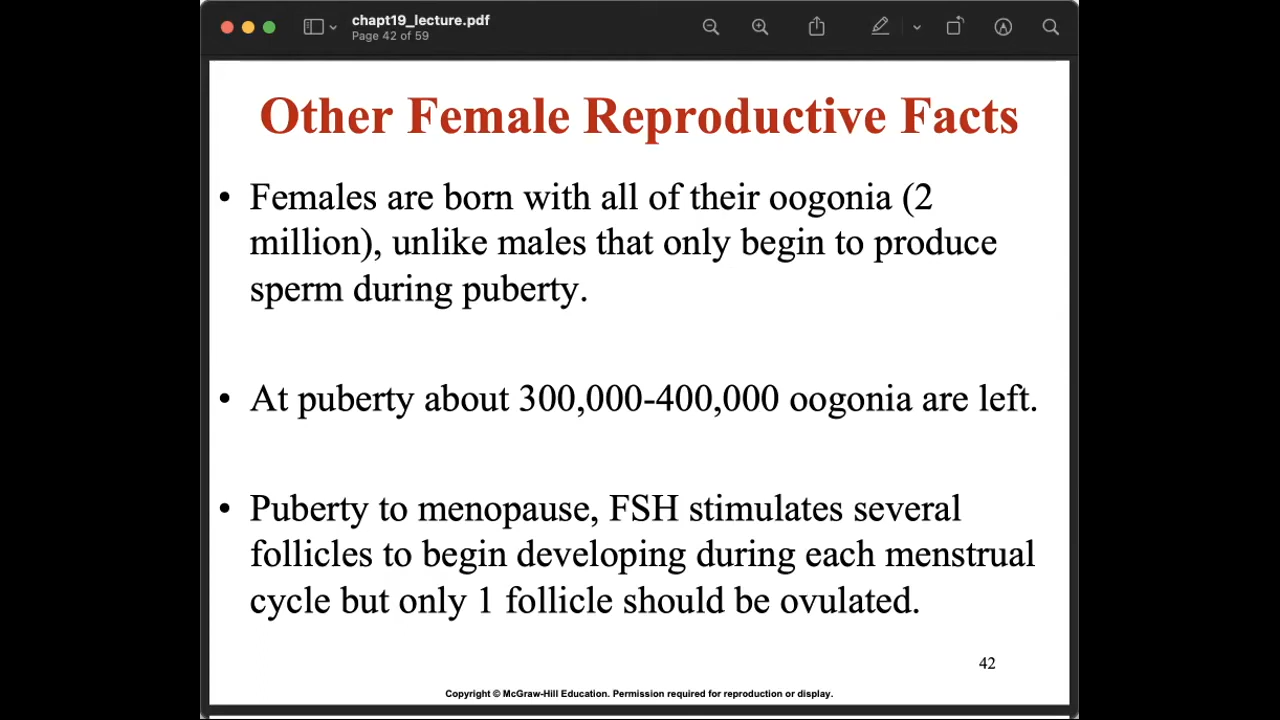 chapt19_lecture.pdf
Page 42 of 59
Other Female Reproductive Facts
• Females are born with all of their oogonia (2
million), unlike males that only begin to produce
sperm during puberty.
• At puberty about 300,000-400,000 oogonia are left.
• Puberty to menopause, FSH stimulates several
follicles to begin developing during each menstrual
cycle but only 1 follicle should be ovulated.
42
Copyright © McGraw-Hill Education. Permission required for reproduction or display.